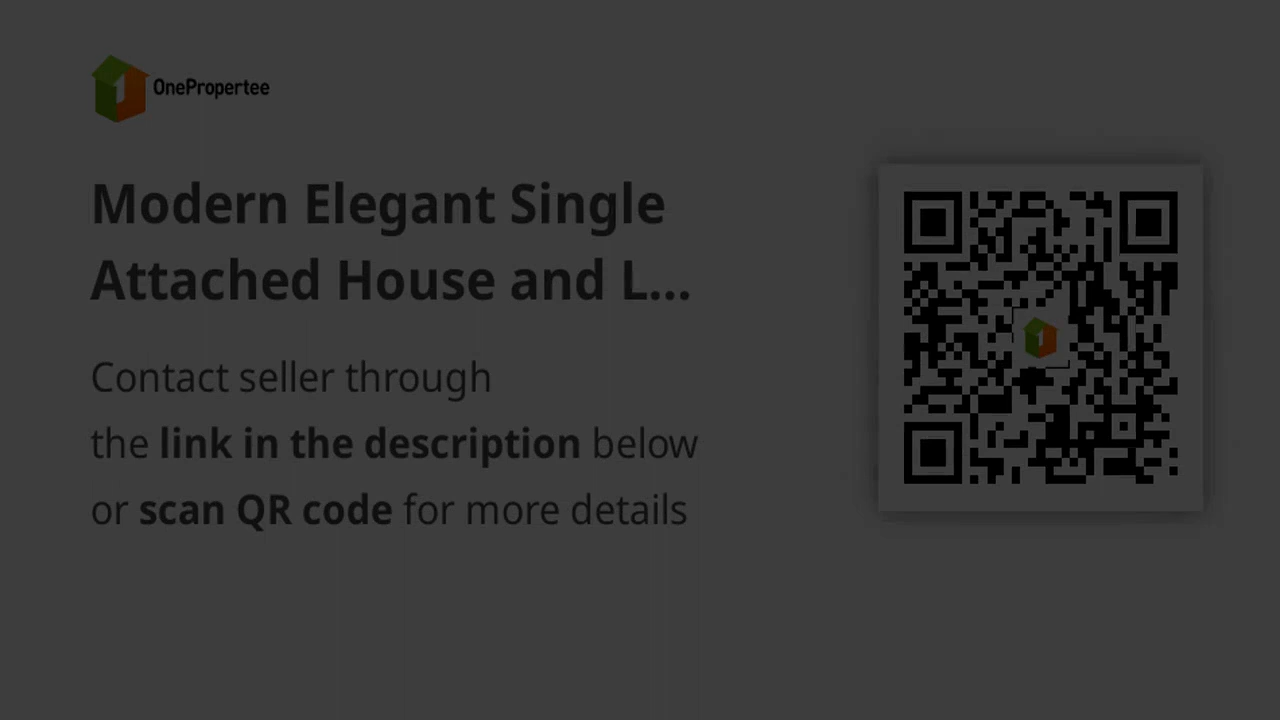 OnePropertee
Modern Elegant Single
Attached House and L...
Contact seller through
the link in the description below
or scan QR code for more details